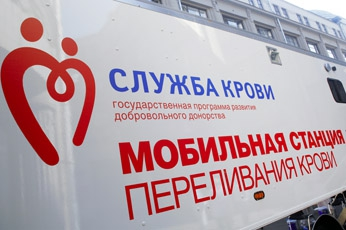 СЛУЖБА КРОВИ
государственная программа развития
добровольного донорства
МОБИЛЬНАЯ СТАНЦИЯ
ПЕРЕЛИВАНИЯ КРОВИ